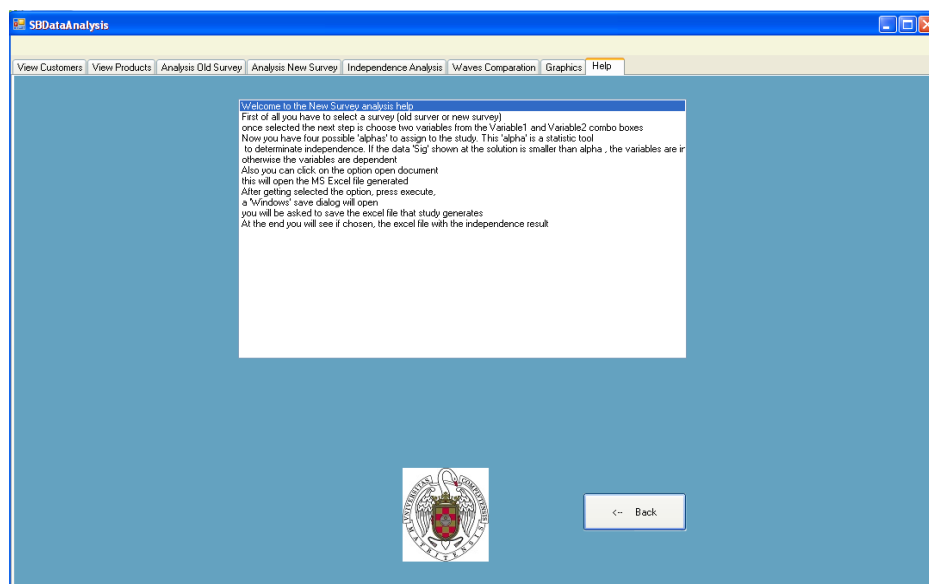 SBDataAnalysis
View Customers View Products Analysis Old Survey Analysis New Survey Independence Analysis Waves Comparation Graphics Help
Welcome to the New Survey analysis help
First of all you have to select a survey (old surver or new survey)
once selected the next step is choose two variables from the Variable1 and Variable2 combo boxes
Now you have four possible 'alphas' to assign to the study. This 'alpha' is a statistic tool
to determinate independence. If the data 'Sig' shown at the solution is smaller than alpha , the variables are ir
otherwise the variables are dependent
Also you can click on the option open document
this will open the MS Excel file generated
After getting selected the option, press execute,
a 'Windows' save dialog will open
you will be asked to save the excel file that study generates
At the end you will see if chosen, the excel file with the independence result
VNIVERSITAS COMPLVTENSIS
MATRITENSIS
<-- Back